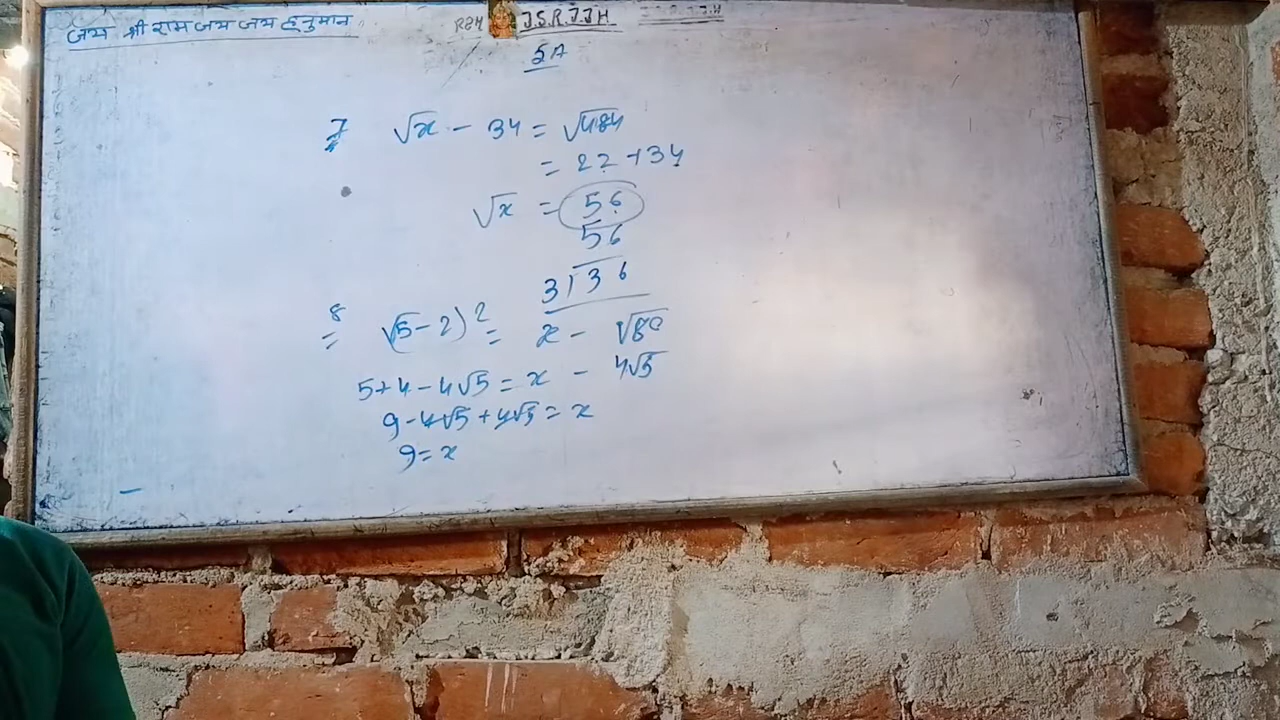 जय श्री राम जय जय हनुमान
J.S.R.J.J.H
5A
7 √x - 34 = √484
= 22 + 34
√x = 56
56
3136
8 (√5 - 2)² = x - √80
5 + 4 - 4√5 = x - 4√5
9 - 4√5 + 4√5 = x
9 = x